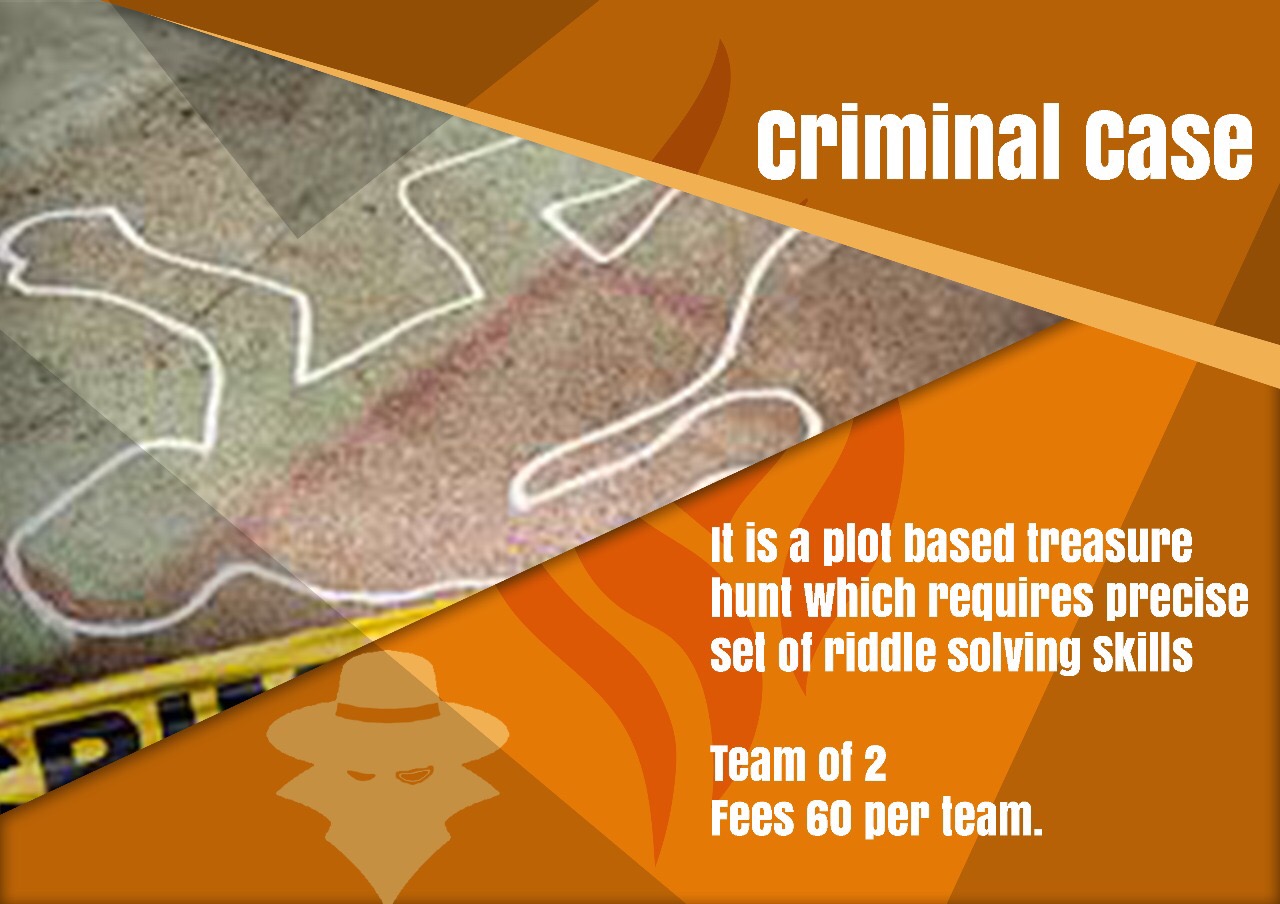 Criminal Case
It is a plot based treasure
hunt which requires precise
set of riddle solving Skills
Team of 2
Fees 60 per team.